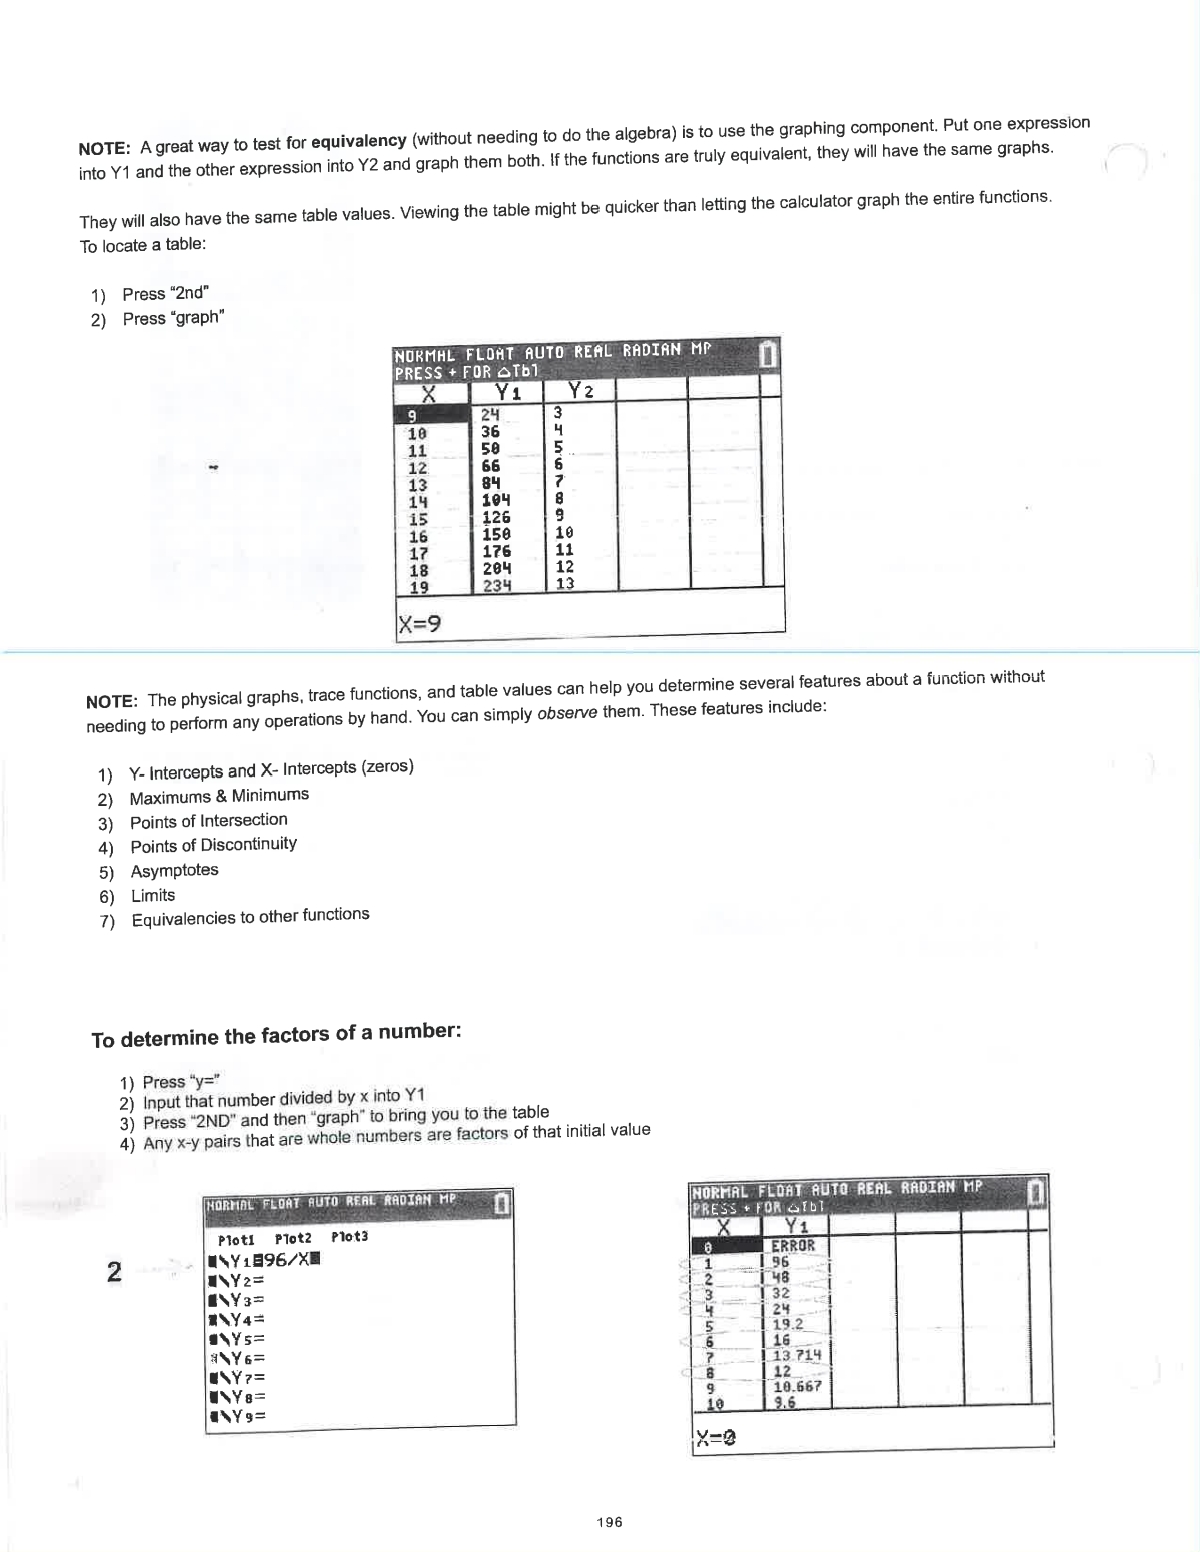 NOTE: A great way to test for equivalency (without needing to do the algebra) is to use the graphing component. Put one expression
into Y1 and the other expression into Y2 and graph them both. If the functions are truly equivalent, they will have the same graphs.
They will also have the same table values. Viewing the table might be quicker than letting the calculator graph the entire functions.
To locate a table:
1) Press “2nd”
2) Press “graph”
NORMAL FLOAT AUTO REAL RADIAN MP
PRESS + FOR △Tbl
X Y1 Y2
9 24 3
10 36 4
11 50 5
12 66 6
13 84 7
14 104 8
15 126 9
16 150 10
17 176 11
18 204 12
19 234 13
X=9
NOTE: The physical graphs, trace functions, and table values can help you determine several features about a function without
needing to perform any operations by hand. You can simply observe them. These features include:
1) Y- Intercepts and X- Intercepts (zeros)
2) Maximums & Minimums
3) Points of Intersection
4) Points of Discontinuity
5) Asymptotes
6) Limits
7) Equivalencies to other functions
To determine the factors of a number:
1) Press “y=”
2) Input that number divided by x into Y1
3) Press “2ND” and then “graph” to bring you to the table
4) Any x-y pairs that are whole numbers are factors of that initial value
2
NORMAL FLOAT AUTO REAL RADIAN MP
Plot1 Plot2 Plot3
\Y1=96/X
\Y2=
\Y3=
\Y4=
\Y5=
\Y6=
\Y7=
\Y8=
\Y9=
NORMAL FLOAT AUTO REAL RADIAN MP
PRESS + FOR △Tbl
X Y1
0 ERROR
1 96
2 48
3 32
4 24
5 19.2
6 16
7 13.714
8 12
9 10.667
10 9.6
X=0
196